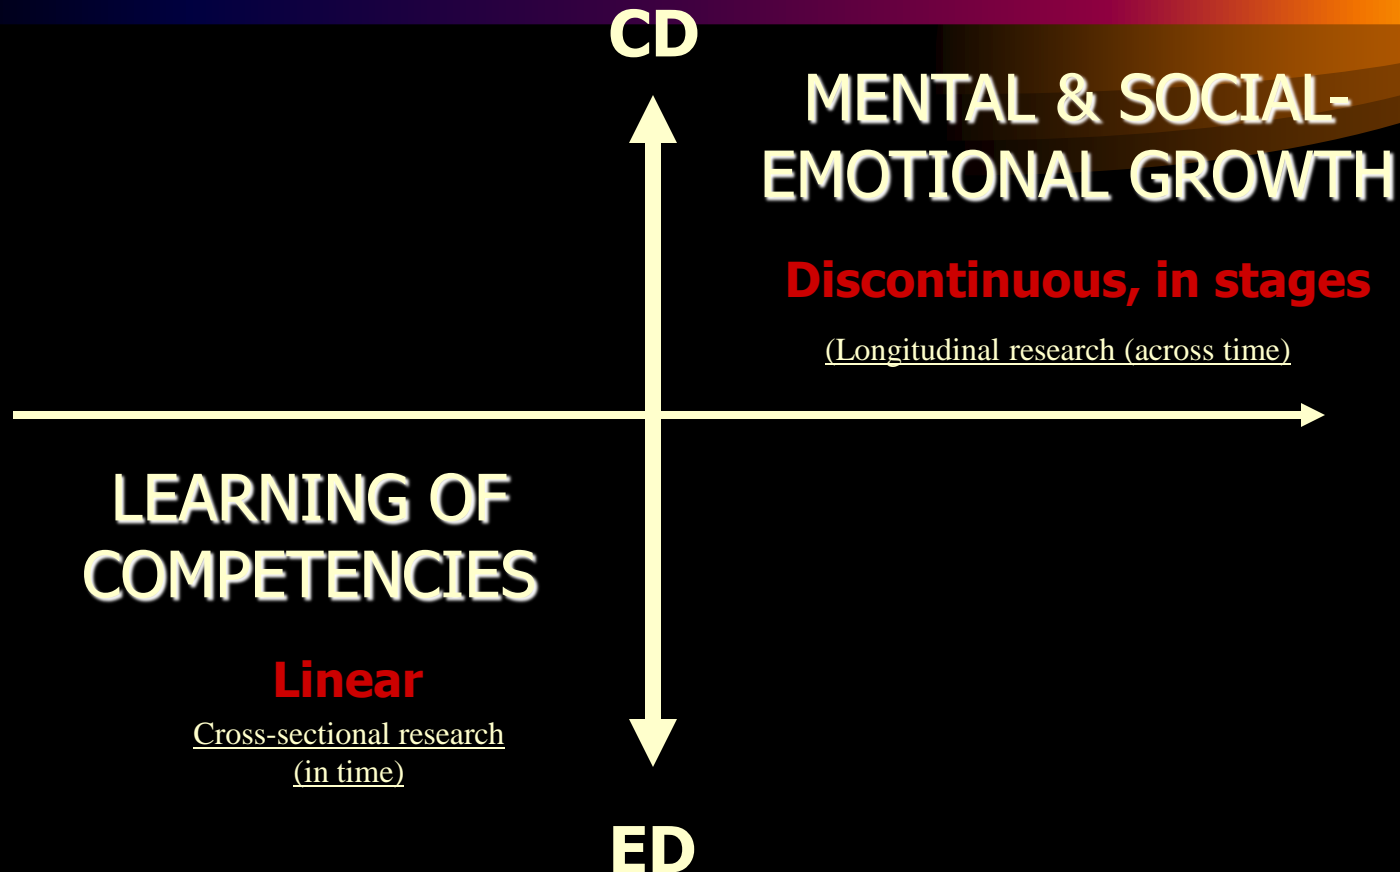 CD
MENTAL & SOCIAL-
EMOTIONAL GROWTH
Discontinuous, in stages
(Longitudinal research (across time)
LEARNING OF
COMPETENCIES
Linear
Cross-sectional research
(in time)
ED